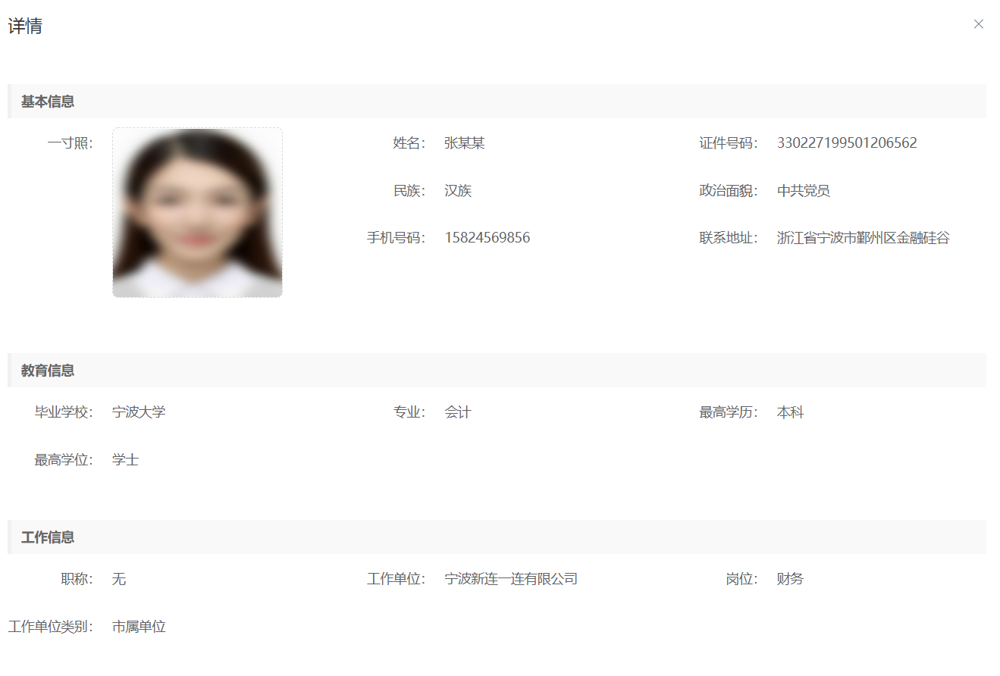 详情
基本信息
一寸照： 姓名： 张某某 证件号码： 330227199501206562
民族： 汉族 政治面貌： 中共党员
手机号码： 15824569856 联系地址： 浙江省宁波市鄞州区金融硅谷
教育信息
毕业学校： 宁波大学 专业： 会计 最高学历： 本科
最高学位： 学士
工作信息
职称： 无 工作单位： 宁波新连一连有限公司 岗位： 财务
工作单位类别： 市属单位